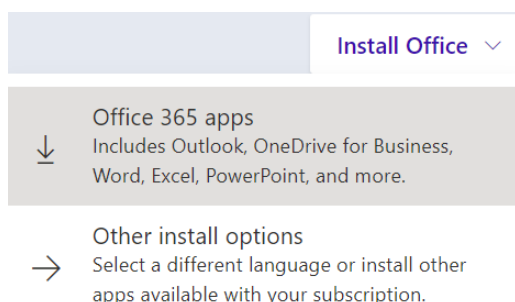 Install Office
Office 365 apps
Includes Outlook, OneDrive for Business,
Word, Excel, PowerPoint, and more.
Other install options
Select a different language or install other
apps available with your subscription.